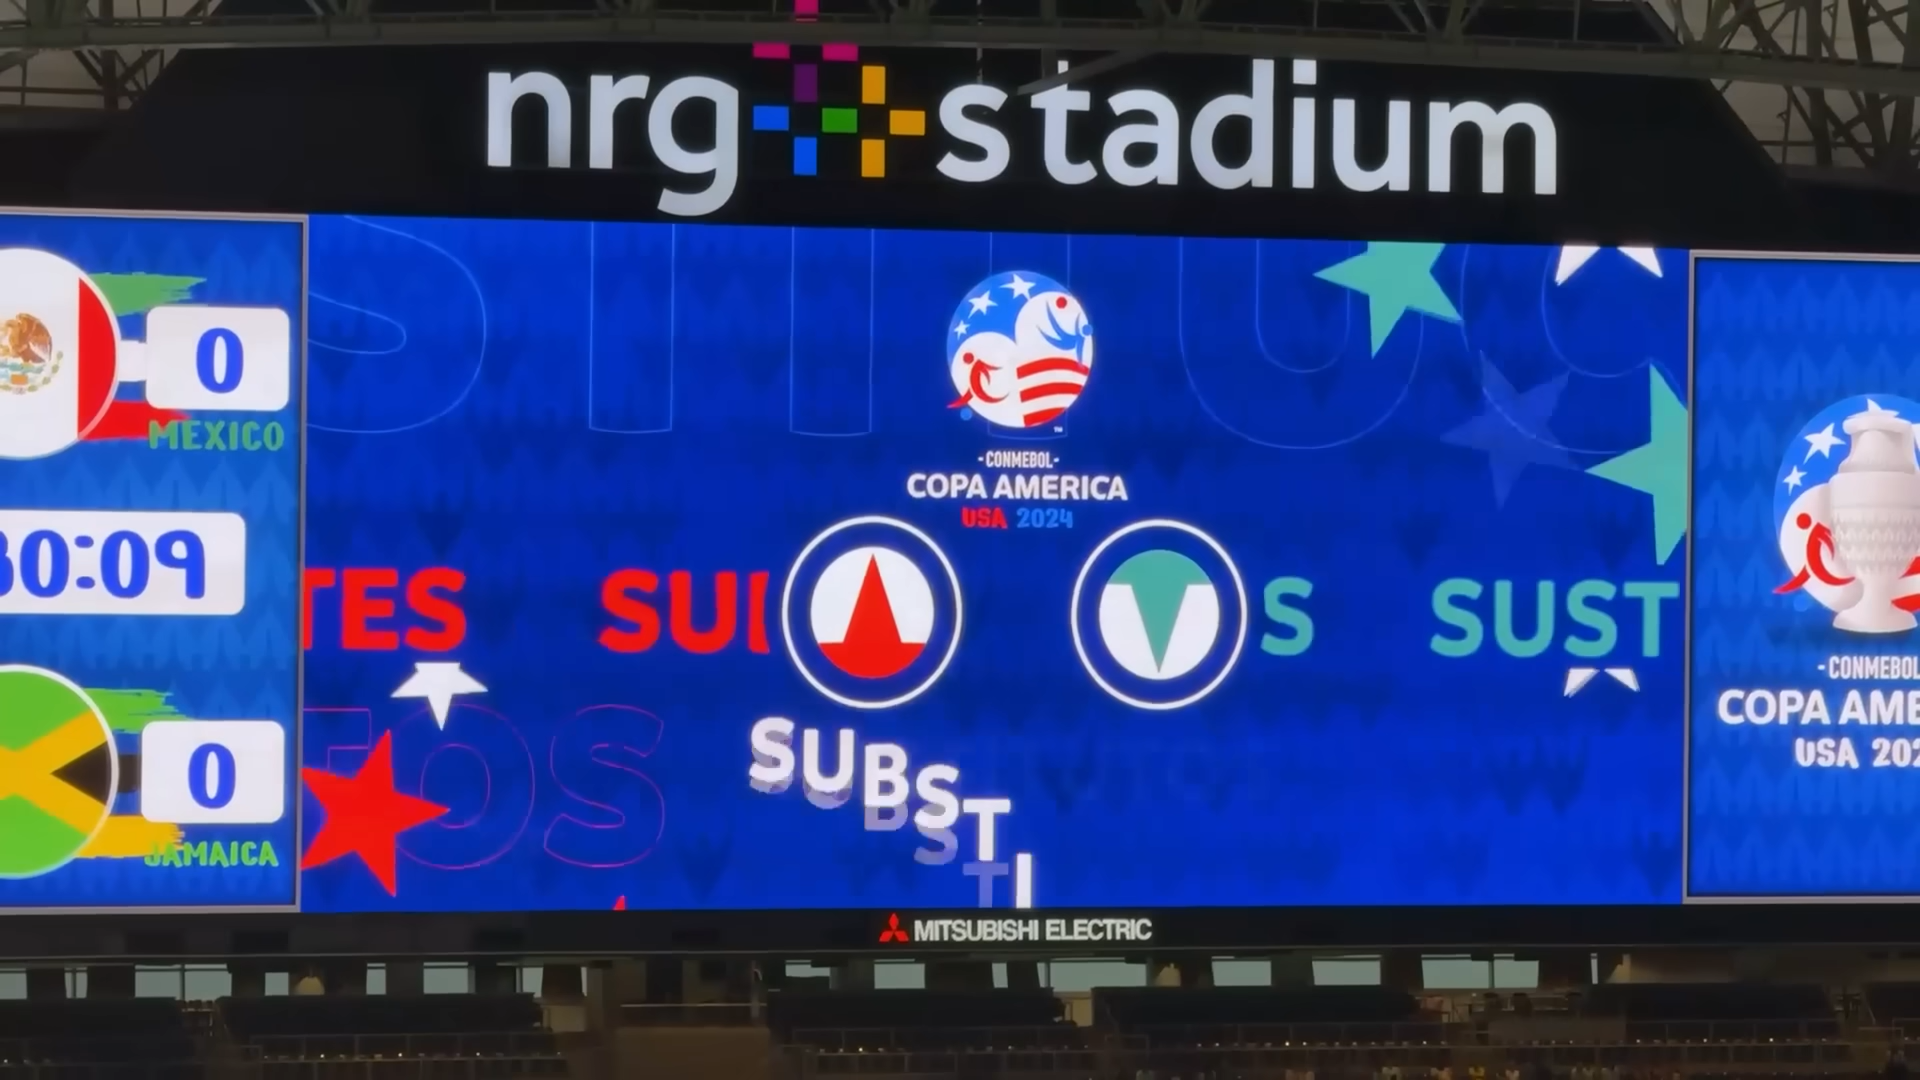 nrg stadium
0
MEXICO
30:09
0
JAMAICA
-CONMEBOL-
COPA AMERICA
USA 2024
TES SU
S SUST
TOS
SUBSTI
-CONMEBOL
COPA AME
USA 202
MITSUBISHI ELECTRIC